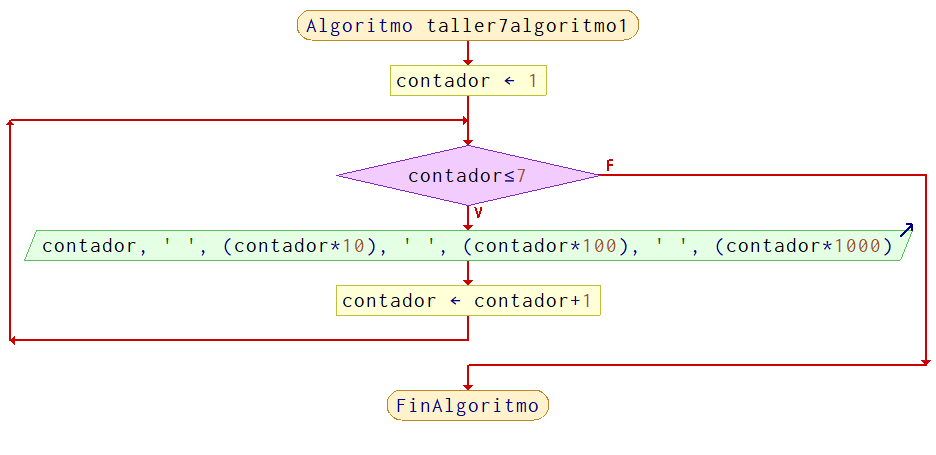 Algoritmo taller7algoritmo1
contador ← 1
contador≤7
F
V
contador, ' ', (contador*10), ' ', (contador*100), ' ', (contador*1000)
contador ← contador+1
FinAlgoritmo